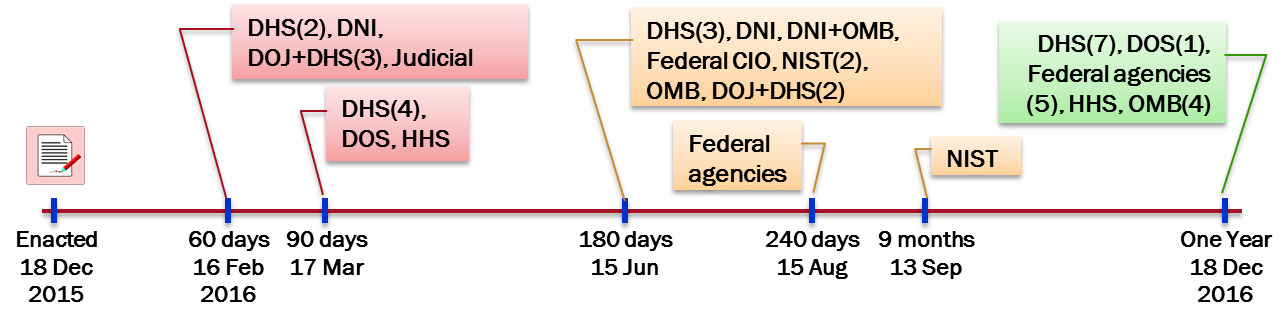 DHS(2), DNI,
DOJ+DHS(3), Judicial
DHS(4),
DOS, HHS
DHS(3), DNI, DNI+OMB,
Federal CIO, NIST(2),
OMB, DOJ+DHS(2)
Federal
agencies
NIST
DHS(7), DOS(1),
Federal agencies
(5), HHS, OMB(4)
Enacted
18 Dec
2015
60 days
16 Feb
2016
90 days
17 Mar
180 days
15 Jun
240 days
15 Aug
9 months
13 Sep
One Year
18 Dec
2016